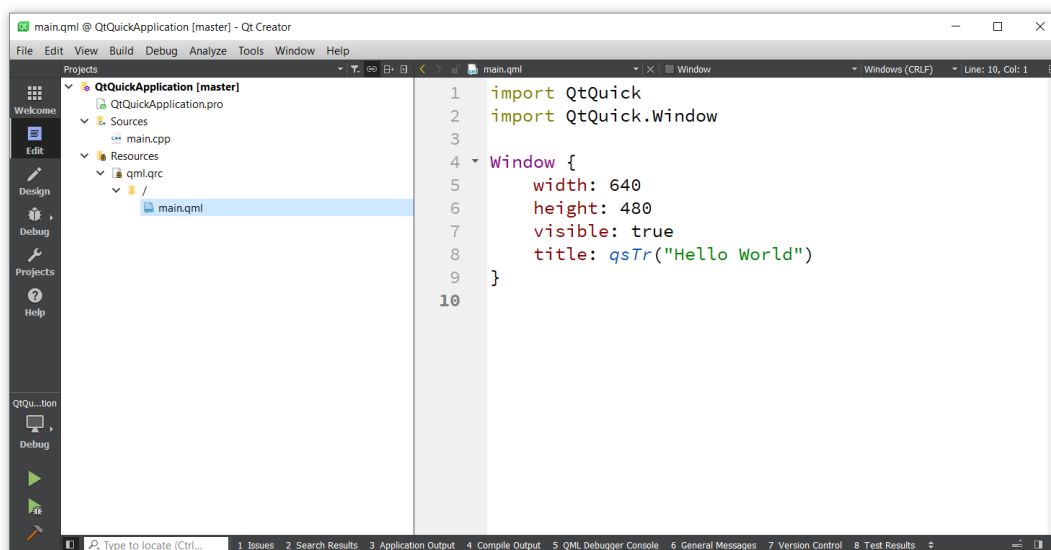 main.qml @ QtQuickApplication [master] - Qt Creator
File Edit View Build Debug Analyze Tools Window Help
Projects
main.qml
Window
Windows (CRLF)
Line: 10, Col: 1
Welcome
Edit
Design
Debug
Projects
Help
QtQu...tion
Debug
QtQuickApplication [master]
QtQuickApplication.pro
Sources
main.cpp
Resources
qml.qrc
/
main.qml
1 import QtQuick
2 import QtQuick.Window
3
4 Window {
5 width: 640
6 height: 480
7 visible: true
8 title: qsTr("Hello World")
9 }
10
Type to locate (Ctrl...
1 Issues 2 Search Results 3 Application Output 4 Compile Output 5 QML Debugger Console 6 General Messages 7 Version Control 8 Test Results